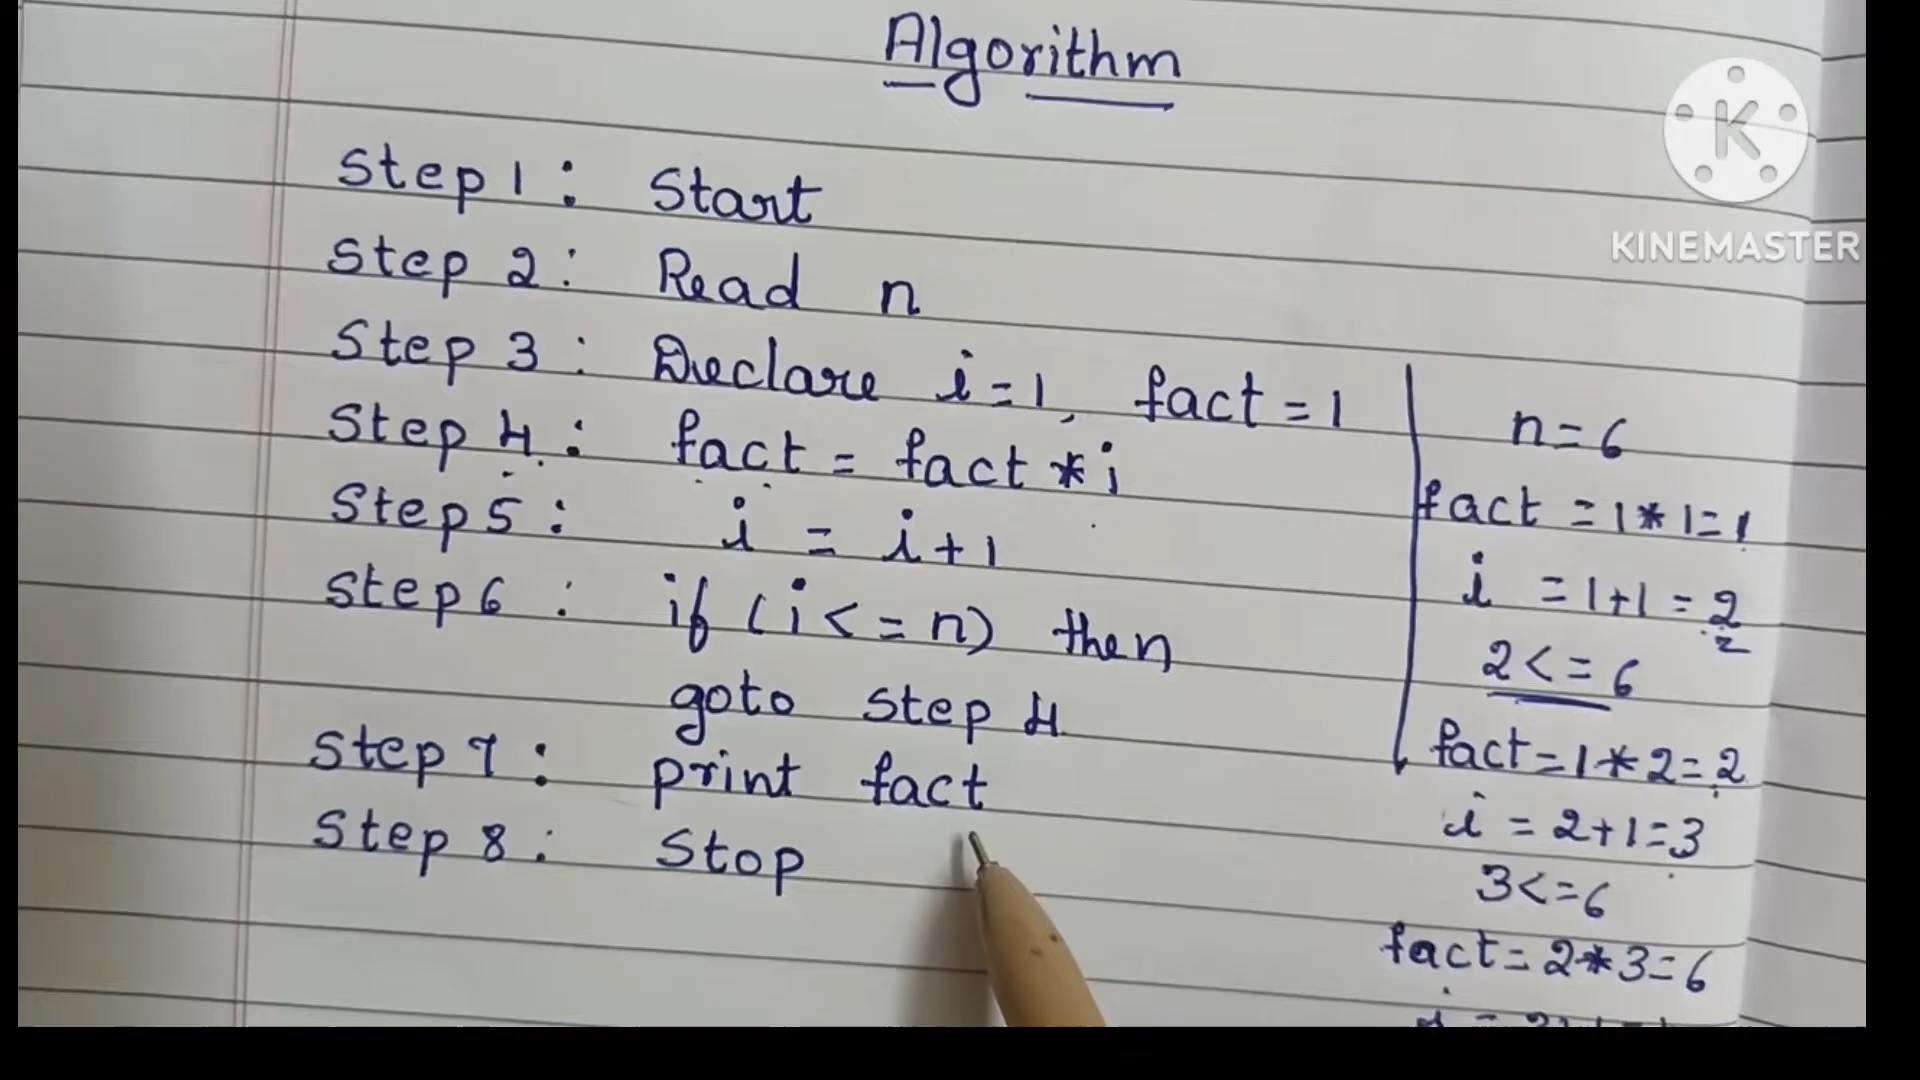 Algorithm
Step 1 : Start
Step 2 : Read n
Step 3 : Declare i = 1, fact = 1
Step 4 : fact = fact * i
Step 5 : i = i + 1
Step 6 : if (i <= n) then
goto step 4
Step 7 : print fact
Step 8 : Stop
n = 6
fact = 1 * 1 = 1
i = 1 + 1 = 2
2 <= 6
fact = 1 * 2 = 2
i = 2 + 1 = 3
3 <= 6
fact = 2 * 3 = 6
K
KINEMASTER